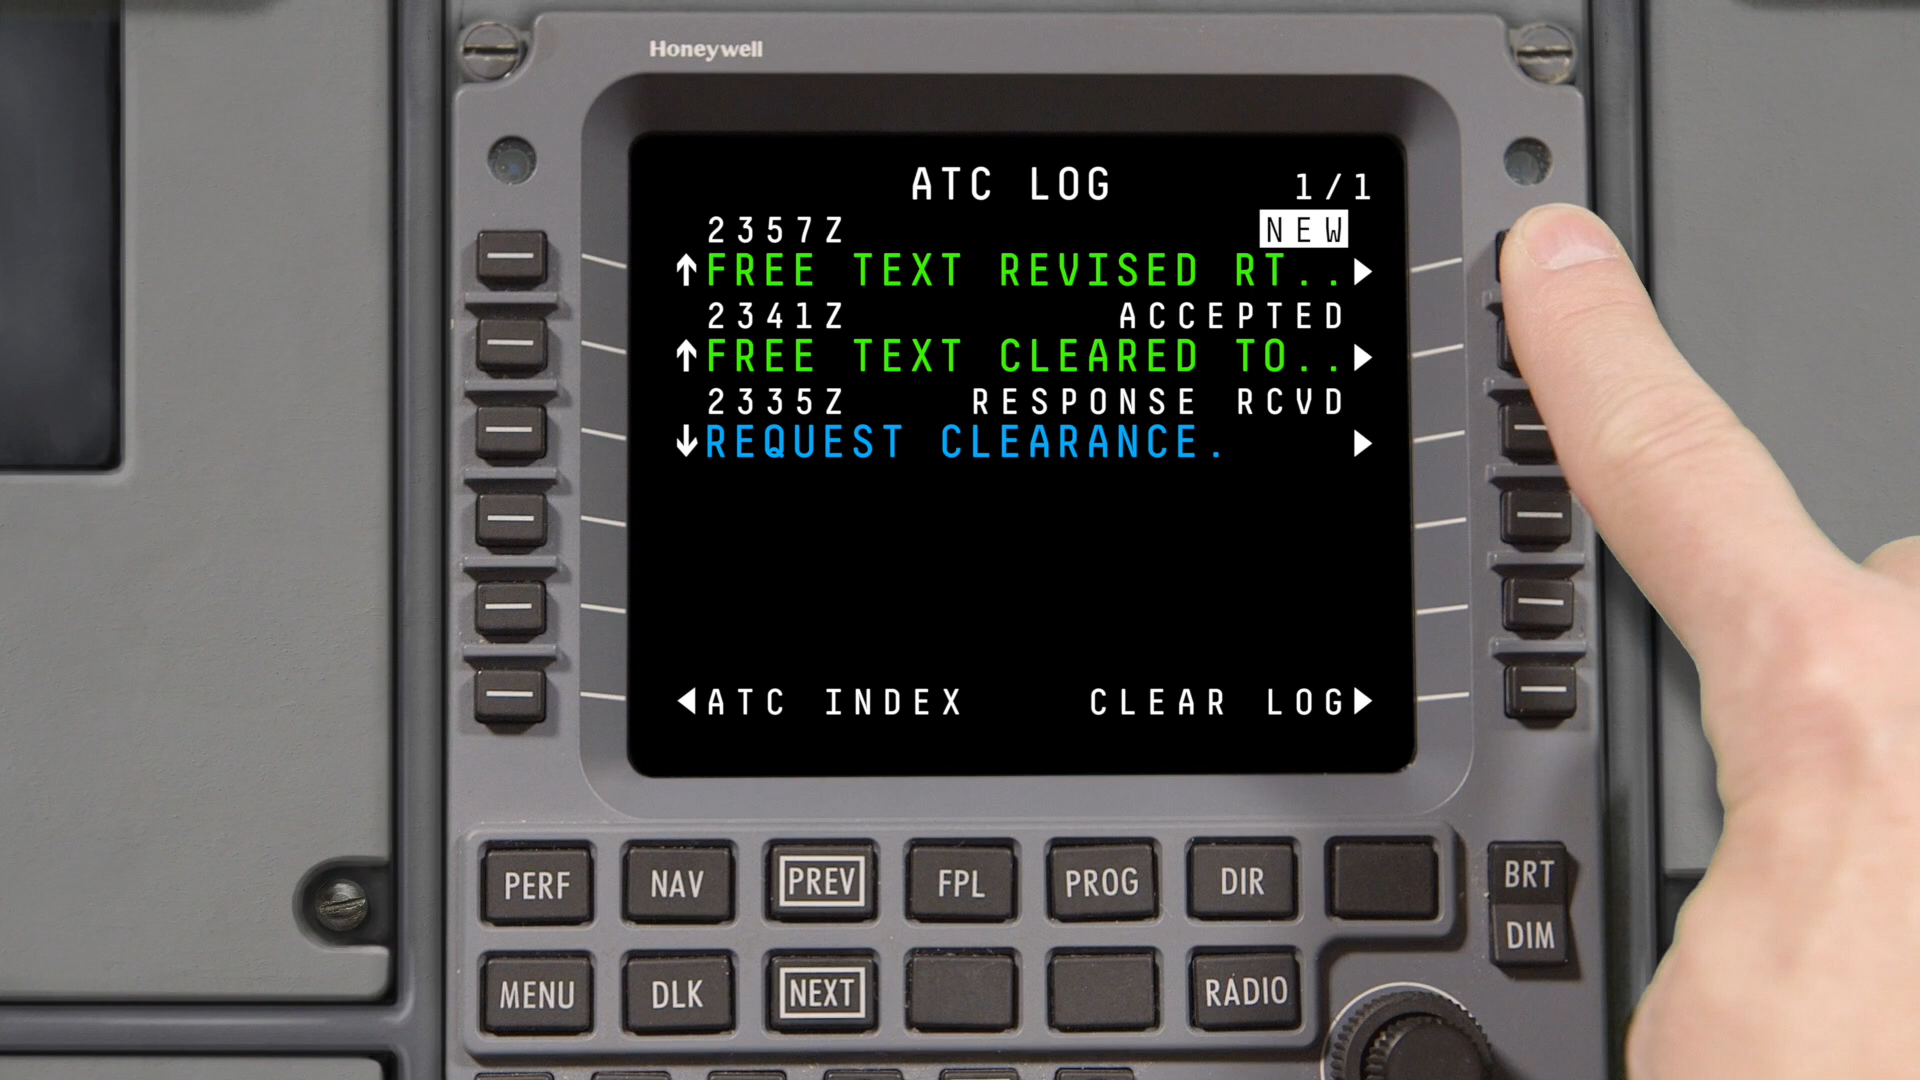 Honeywell
ATC LOG 1/1
2357Z NEW
↑FREE TEXT REVISED RT..▶
2341Z ACCEPTED
↑FREE TEXT CLEARED TO..▶
2335Z RESPONSE RCVD
↓REQUEST CLEARANCE. ▶
◀ATC INDEX CLEAR LOG▶
PERF NAV PREV FPL PROG DIR BRT
DIM
MENU DLK NEXT RADIO